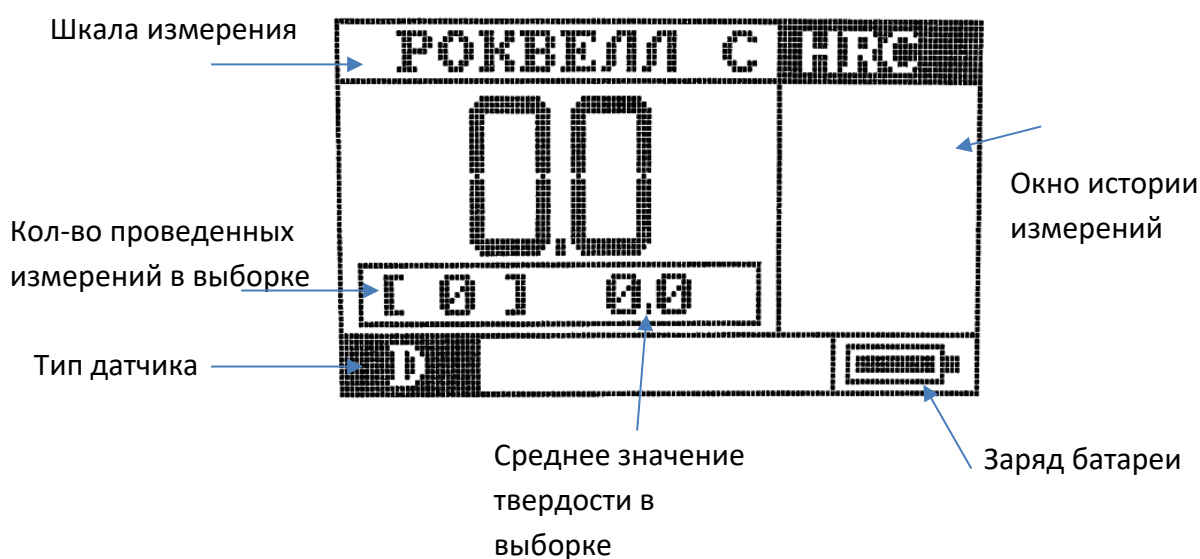 Шкала измерения
РОКВЕЛЛ С HRC
0.0
Окно истории
измерений
Кол-во проведенных
измерений в выборке
[ 0 ] 0.0
Тип датчика
D
Среднее значение
твердости в
выборке
Заряд батареи